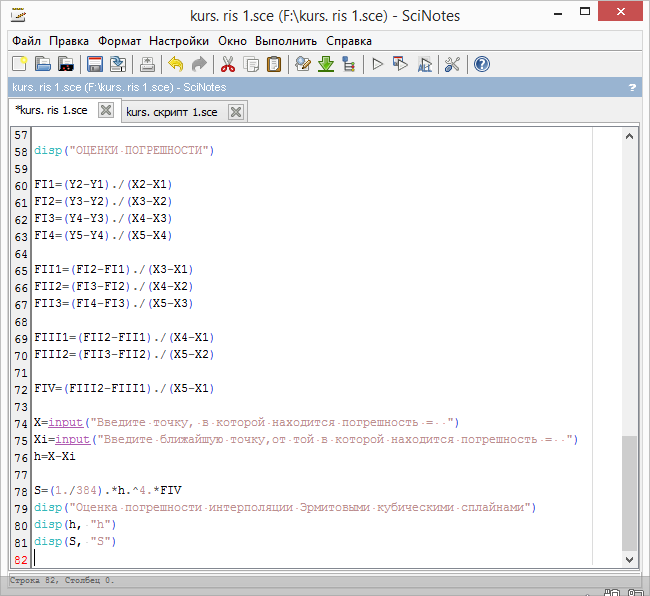 kurs. ris 1.sce (F:\kurs. ris 1.sce) - SciNotes
Файл Правка Формат Настройки Окно Выполнить Справка
kurs. ris 1.sce (F:\kurs. ris 1.sce) - SciNotes ?
*kurs. ris 1.sce kurs. скрипт 1.sce
57
58 disp("ОЦЕНКИ·ПОГРЕШНОСТИ")
59
60 FI1=(Y2-Y1)./(X2-X1)
61 FI2=(Y3-Y2)./(X3-X2)
62 FI3=(Y4-Y3)./(X4-X3)
63 FI4=(Y5-Y4)./(X5-X4)
64
65 FII1=(FI2-FI1)./(X3-X1)
66 FII2=(FI3-FI2)./(X4-X2)
67 FII3=(FI4-FI3)./(X5-X3)
68
69 FIII1=(FII2-FII1)./(X4-X1)
70 FIII2=(FII3-FII2)./(X5-X2)
71
72 FIV=(FIII2-FIII1)./(X5-X1)
73
74 X=input("Введите·точку,·в·которой·находится·погрешность·=··")
75 Xi=input("Введите·ближайшую·точку,от·той·в·которой·находится·погрешность·=··")
76 h=X-Xi
77
78 S=(1./384).*h.^4.*FIV
79 disp("Оценка·погрешности·интерполяции·Эрмитовыми·кубическими·сплайнами")
80 disp(h,·"h")
81 disp(S,·"S")
82
Строка 82, Столбец 0.